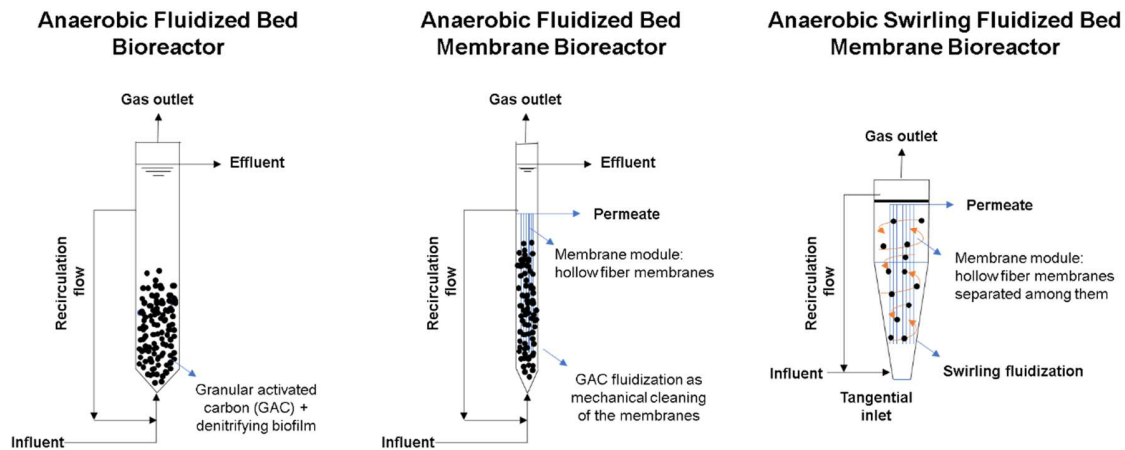 Anaerobic Fluidized Bed
Bioreactor
Gas outlet
Effluent
Recirculation
flow
Granular activated
carbon (GAC) +
denitrifying biofilm
Influent
Anaerobic Fluidized Bed
Membrane Bioreactor
Gas outlet
Effluent
Permeate
Membrane module:
hollow fiber membranes
Recirculation
flow
GAC fluidization as
mechanical cleaning
of the membranes
Influent
Anaerobic Swirling Fluidized Bed
Membrane Bioreactor
Gas outlet
Permeate
Membrane module:
hollow fiber membranes
separated among them
Recirculation
flow
Swirling fluidization
Influent
Tangential
inlet